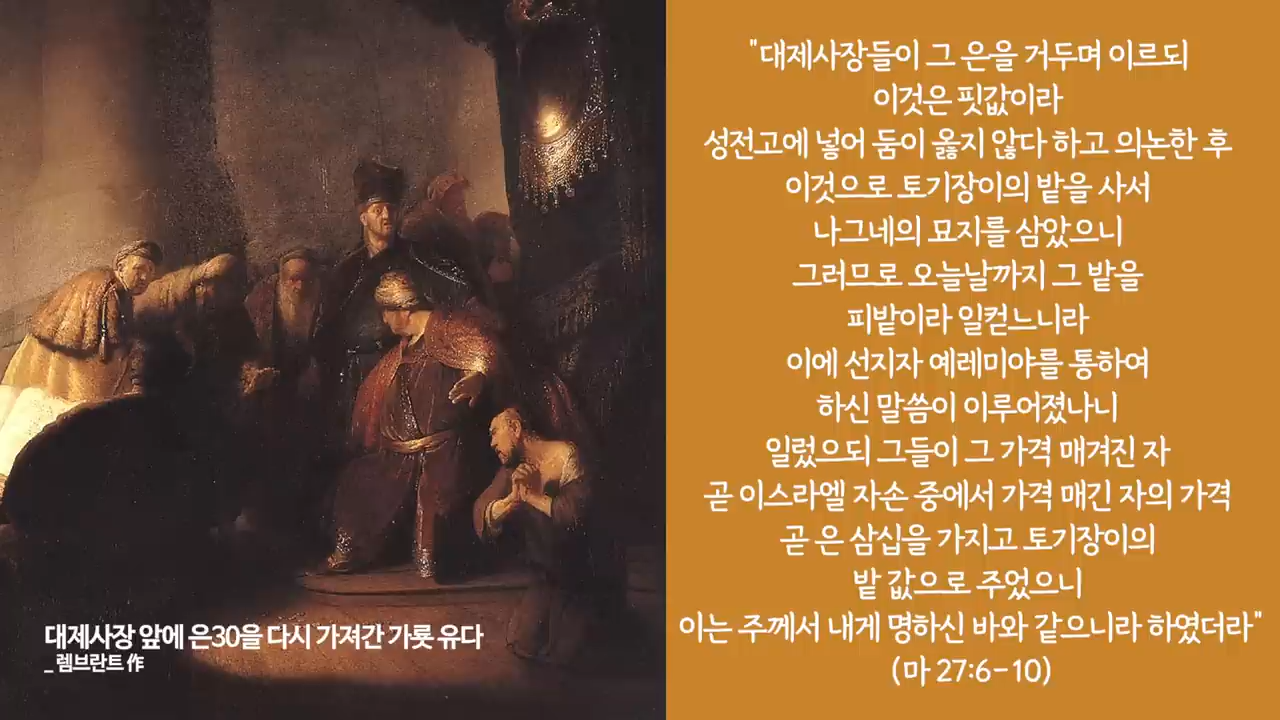 "대제사장들이 그 은을 거두며 이르되
이것은 핏값이라
성전고에 넣어 둠이 옳지 않다 하고 의논한 후
이것으로 토기장이의 밭을 사서
나그네의 묘지를 삼았으니
그러므로 오늘날까지 그 밭을
피밭이라 일컫느니라
이에 선지자 예레미야를 통하여
하신 말씀이 이루어졌나니
일렀으되 그들이 그 가격 매겨진 자
곧 이스라엘 자손 중에서 가격 매긴 자의 가격
곧 은 삼십을 가지고 토기장이의
밭 값으로 주었으니
이는 주께서 내게 명하신 바와 같으니라 하였더라"
(마 27:6-10)
대제사장 앞에 은30을 다시 가져간 가룟 유다
_ 렘브란트 作